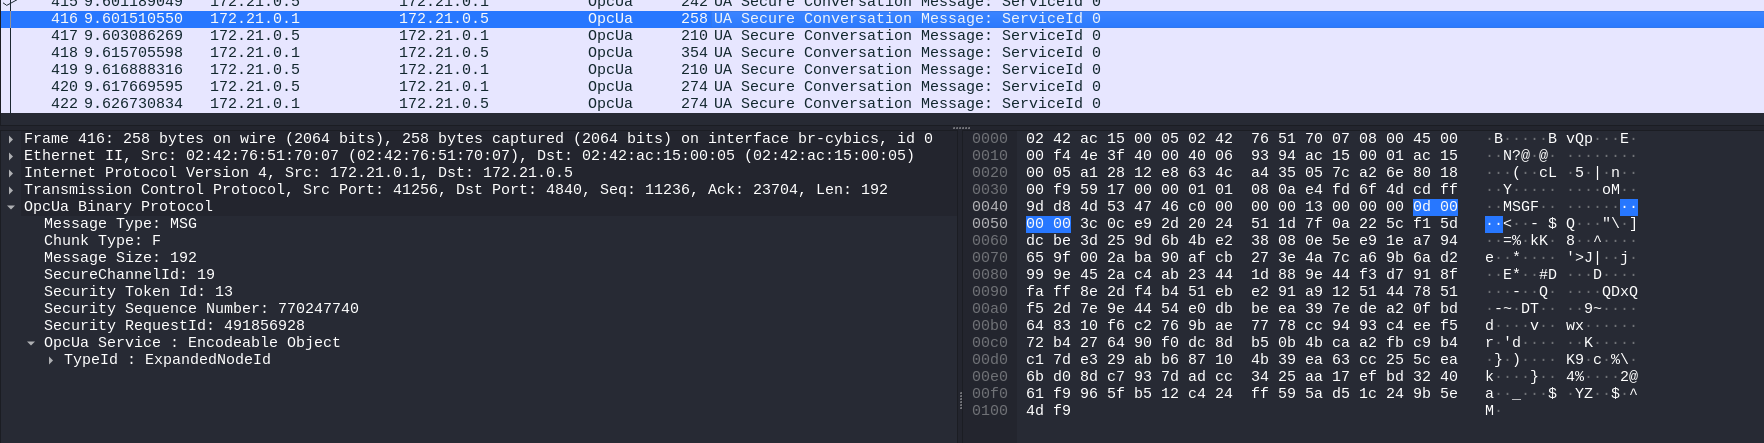 415 9.601189049 172.21.0.5 172.21.0.1 OpcUa 242 UA Secure Conversation Message: ServiceId 0
416 9.601510550 172.21.0.1 172.21.0.5 OpcUa 258 UA Secure Conversation Message: ServiceId 0
417 9.603086269 172.21.0.5 172.21.0.1 OpcUa 210 UA Secure Conversation Message: ServiceId 0
418 9.615705598 172.21.0.1 172.21.0.5 OpcUa 354 UA Secure Conversation Message: ServiceId 0
419 9.616888316 172.21.0.5 172.21.0.1 OpcUa 210 UA Secure Conversation Message: ServiceId 0
420 9.617669595 172.21.0.5 172.21.0.1 OpcUa 274 UA Secure Conversation Message: ServiceId 0
422 9.626730834 172.21.0.1 172.21.0.5 OpcUa 274 UA Secure Conversation Message: ServiceId 0
Frame 416: 258 bytes on wire (2064 bits), 258 bytes captured (2064 bits) on interface br-cybics, id 0
Ethernet II, Src: 02:42:76:51:70:07 (02:42:76:51:70:07), Dst: 02:42:ac:15:00:05 (02:42:ac:15:00:05)
Internet Protocol Version 4, Src: 172.21.0.1, Dst: 172.21.0.5
Transmission Control Protocol, Src Port: 41256, Dst Port: 4840, Seq: 11236, Ack: 23704, Len: 192
OpcUa Binary Protocol
Message Type: MSG
Chunk Type: F
Message Size: 192
SecureChannelId: 19
Security Token Id: 13
Security Sequence Number: 770247740
Security RequestId: 491856928
OpcUa Service : Encodeable Object
TypeId : ExpandedNodeId
0000 02 42 ac 15 00 05 02 42 76 51 70 07 08 00 45 00 ·B·····B vQp···E·
0010 00 f4 4e 3f 40 00 40 06 93 94 ac 15 00 01 ac 15 ··N?@·@· ········
0020 00 05 a1 28 12 e8 63 4c a4 35 05 7c a2 6e 80 18 ···(··cL ·5·|·n··
0030 00 f9 59 17 00 00 01 01 08 0a e4 fd 6f 4d cd ff ··Y····· ····oM··
0040 9d d8 4d 53 47 46 c0 00 00 00 13 00 00 00 0d 00 ··MSGF·· ········
0050 00 00 3c 0c e9 2d 20 24 51 1d 7f 0a 22 5c f1 5d ··<··- $ Q···"\·]
0060 dc be 3d 25 9d 6b 4b e2 38 08 0e 5e e9 1e a7 94 ··=%·kK· 8··^····
0070 65 9f 00 2a ba 90 af cb 27 3e 4a 7c a6 9b 6a d2 e··*···· '>J|··j·
0080 99 9e 45 2a c4 ab 23 44 1d 88 9e 44 f3 d7 91 8f ··E*··#D ···D····
0090 fa ff 8e 2d f4 b4 51 eb e2 91 a9 12 51 44 78 51 ···-··Q· ····QDxQ
00a0 f5 2d 7e 9e 44 54 e0 db be ea 39 7e de a2 0f bd ·-~·DT·· ··9~····
00b0 64 83 10 f6 c2 76 9b ae 77 78 cc 94 93 c4 ee f5 d····v·· wx······
00c0 72 b4 27 64 90 f0 dc 8d b5 0b 4b ca a2 fb c9 b4 r·'d···· ··K·····
00d0 c1 7d e3 29 ab b6 87 10 4b 39 ea 63 cc 25 5c ea ·}·)···· K9·c·%\·
00e0 6b d0 8d c7 93 7d ad cc 34 25 aa 17 ef bd 32 40 k····}·· 4%····2@
00f0 61 f9 96 5f b5 12 c4 24 ff 59 5a d5 1c 24 9b 5e a··_···$ ·YZ··$·^
0100 4d f9 M·